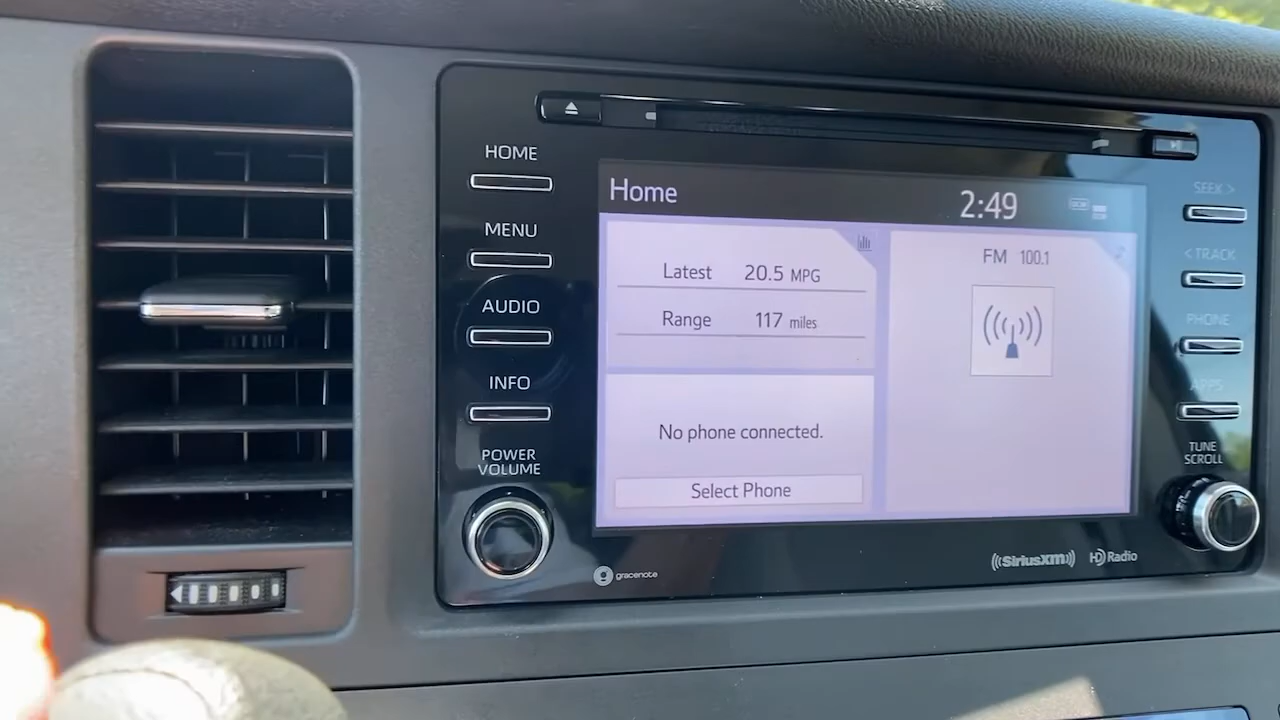 HOME
MENU
AUDIO
INFO
POWER
VOLUME
Home
2:49
Latest 20.5 MPG
Range 117 miles
No phone connected.
Select Phone
FM 100.1
SEEK >
< TRACK
PHONE
APPS
TUNE
SCROLL
gracenote
((SiriusXM))
HD Radio